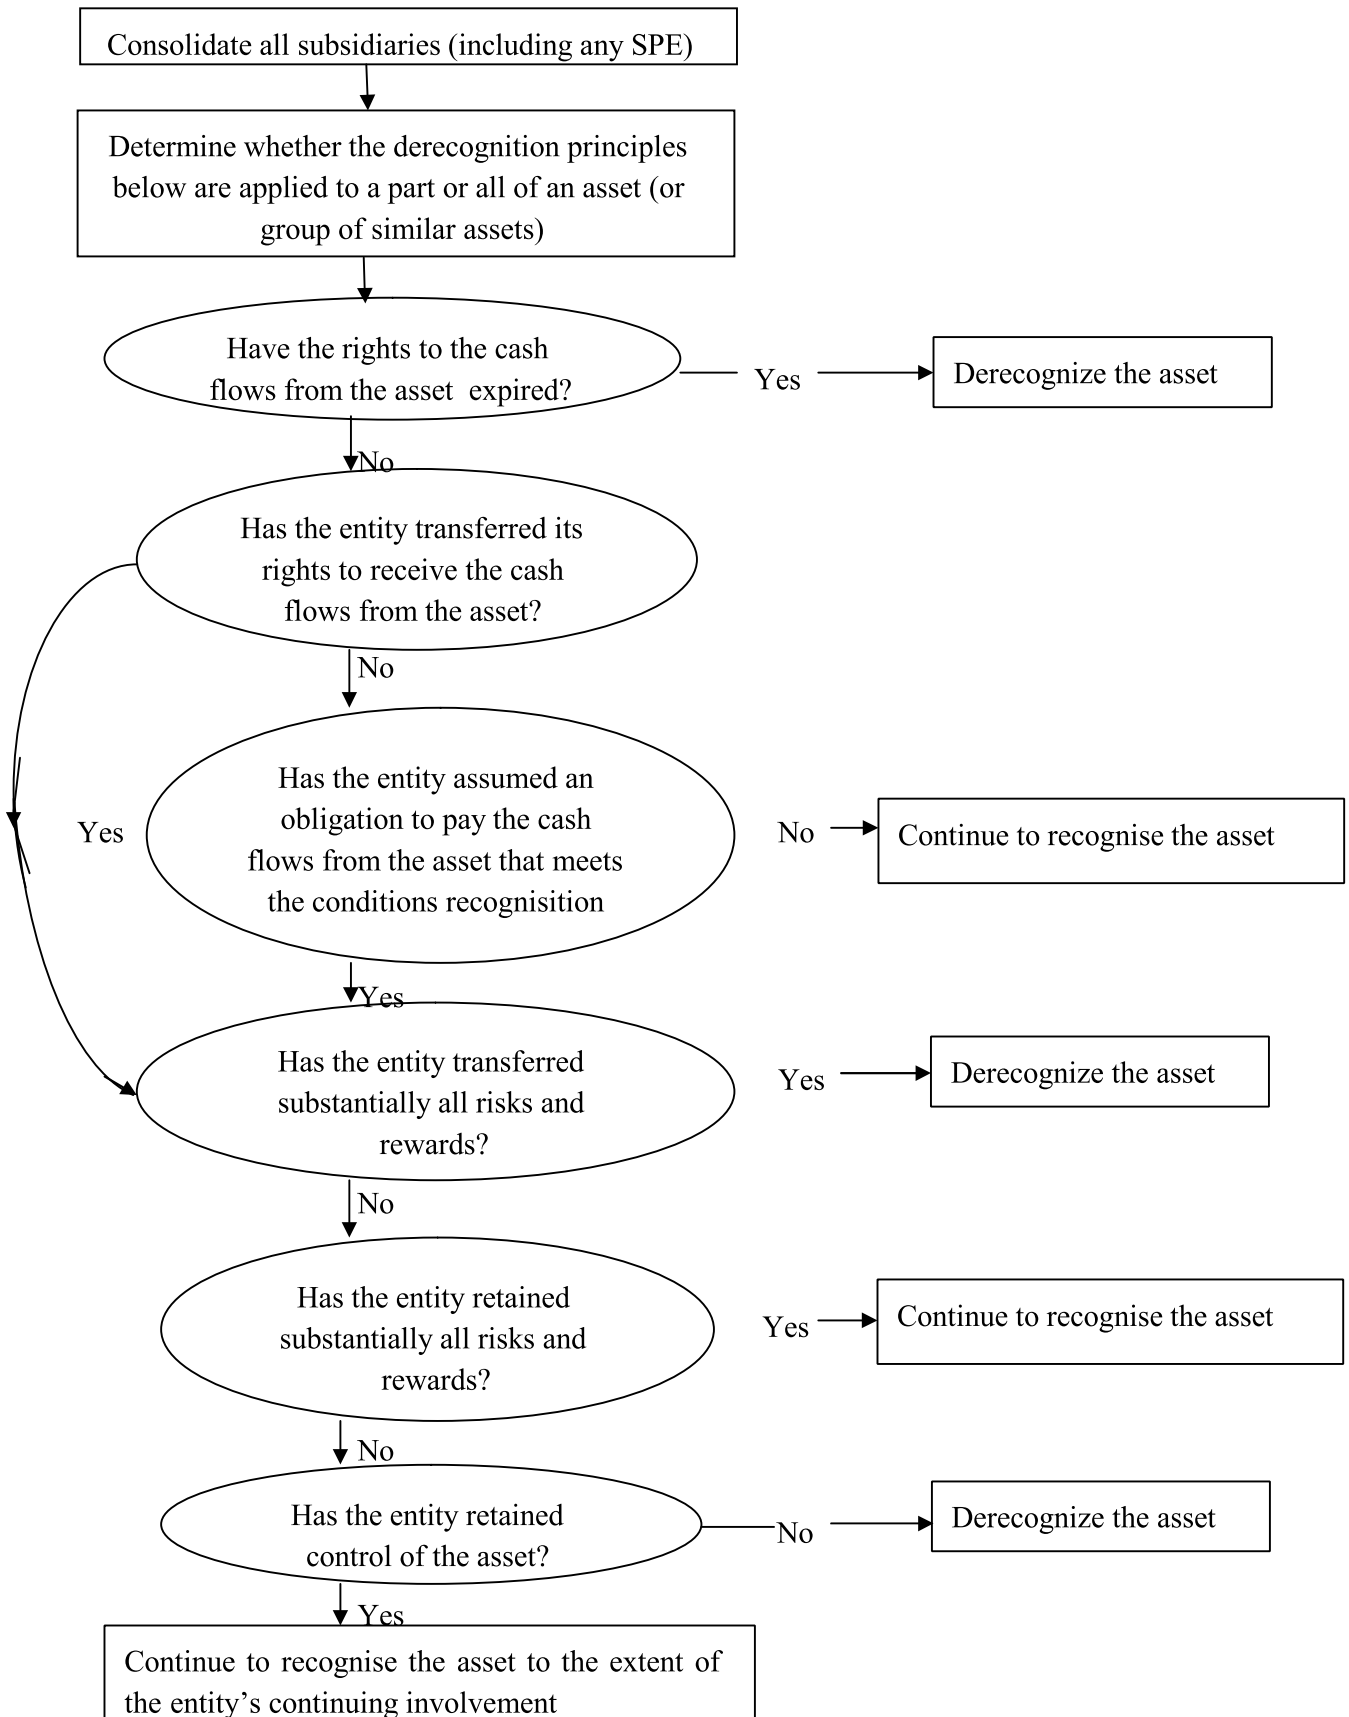 Consolidate all subsidiaries (including any SPE)
Determine whether the derecognition principles
below are applied to a part or all of an asset (or
group of similar assets)
Have the rights to the cash
flows from the asset  expired?
Yes
Derecognize the asset
No
Has the entity transferred its
rights to receive the cash
flows from the asset?
No
Has the entity assumed an
obligation to pay the cash
flows from the asset that meets
the conditions recognisition
Yes
No
Continue to recognise the asset
Yes
Has the entity transferred
substantially all risks and
rewards?
Yes
Derecognize the asset
No
Has the entity retained
substantially all risks and
rewards?
Yes
Continue to recognise the asset
No
Has the entity retained
control of the asset?
No
Derecognize the asset
Yes
Continue to recognise the asset to the extent of
the entity’s continuing involvement